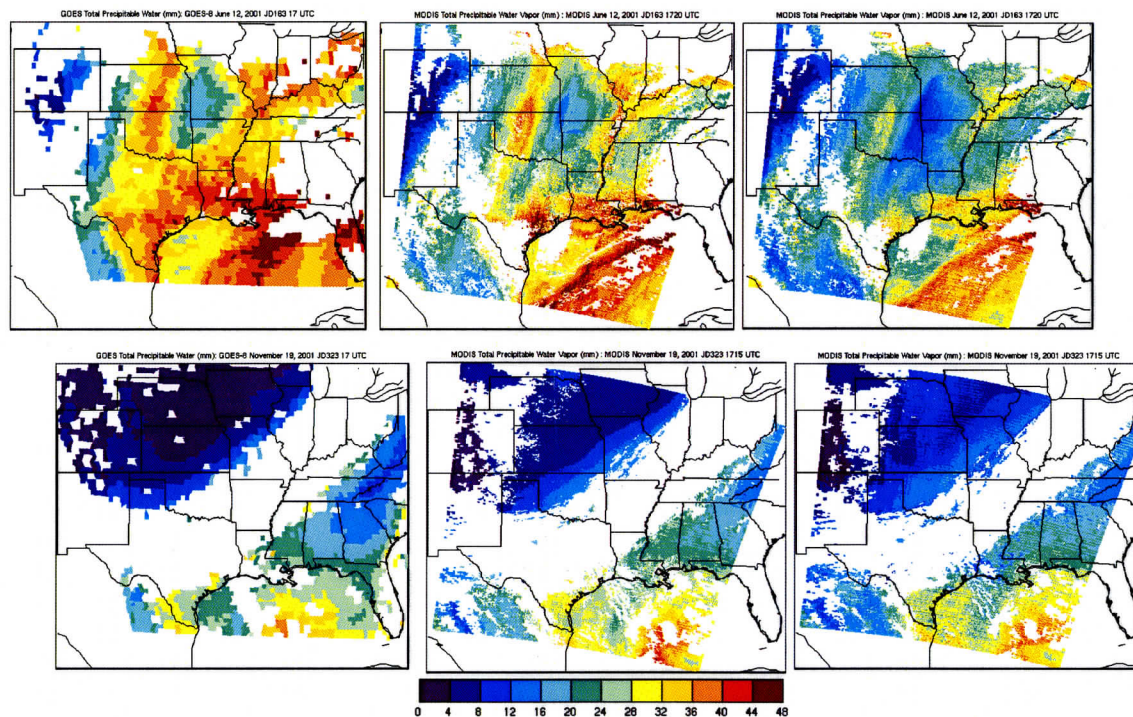 GOES Total Precipitable Water (mm): GOES-8 June 12, 2001 JD163 17 UTC
MODIS Total Precipitable Water Vapor (mm) : MODIS June 12, 2001 JD163 1720 UTC
MODIS Total Precipitable Water Vapor (mm) : MODIS June 12, 2001 JD163 1720 UTC
GOES Total Precipitable Water (mm): GOES-8 November 19, 2001 JD323 17 UTC
MODIS Total Precipitable Water Vapor (mm) : MODIS November 19, 2001 JD323 1715 UTC
MODIS Total Precipitable Water Vapor (mm) : MODIS November 19, 2001 JD323 1715 UTC
0 4 8 12 16 20 24 28 32 36 40 44 48